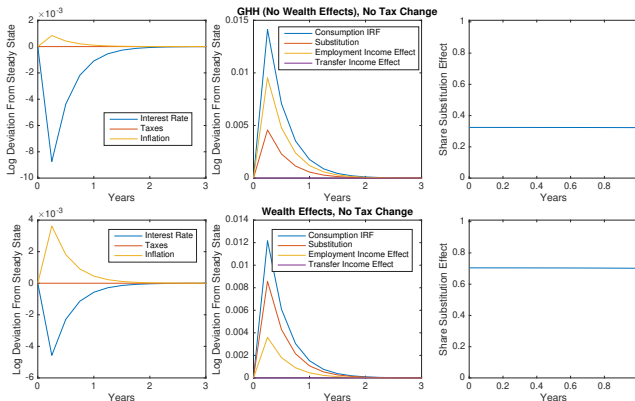 GHH (No Wealth Effects), No Tax Change
×10⁻³
2
0
-2
-4
-6
-8
-10
0 1 2 3
Years
Log Deviation From Steady State
Interest Rate
Taxes
Inflation
0.015
0.01
0.005
0
0 1 2 3
Years
Log Deviation From Steady State
Consumption IRF
Substitution
Employment Income Effect
Transfer Income Effect
1
0.8
0.6
0.4
0.2
0
0 0.2 0.4 0.6 0.8
Years
Share Substitution Effect
Wealth Effects, No Tax Change
×10⁻³
4
2
0
-2
-4
-6
0 1 2 3
Years
Log Deviation From Steady State
Interest Rate
Taxes
Inflation
0.014
0.012
0.01
0.008
0.006
0.004
0.002
0
0 1 2 3
Years
Log Deviation From Steady State
Consumption IRF
Substitution
Employment Income Effect
Transfer Income Effect
1
0.8
0.6
0.4
0.2
0
0 0.2 0.4 0.6 0.8
Years
Share Substitution Effect